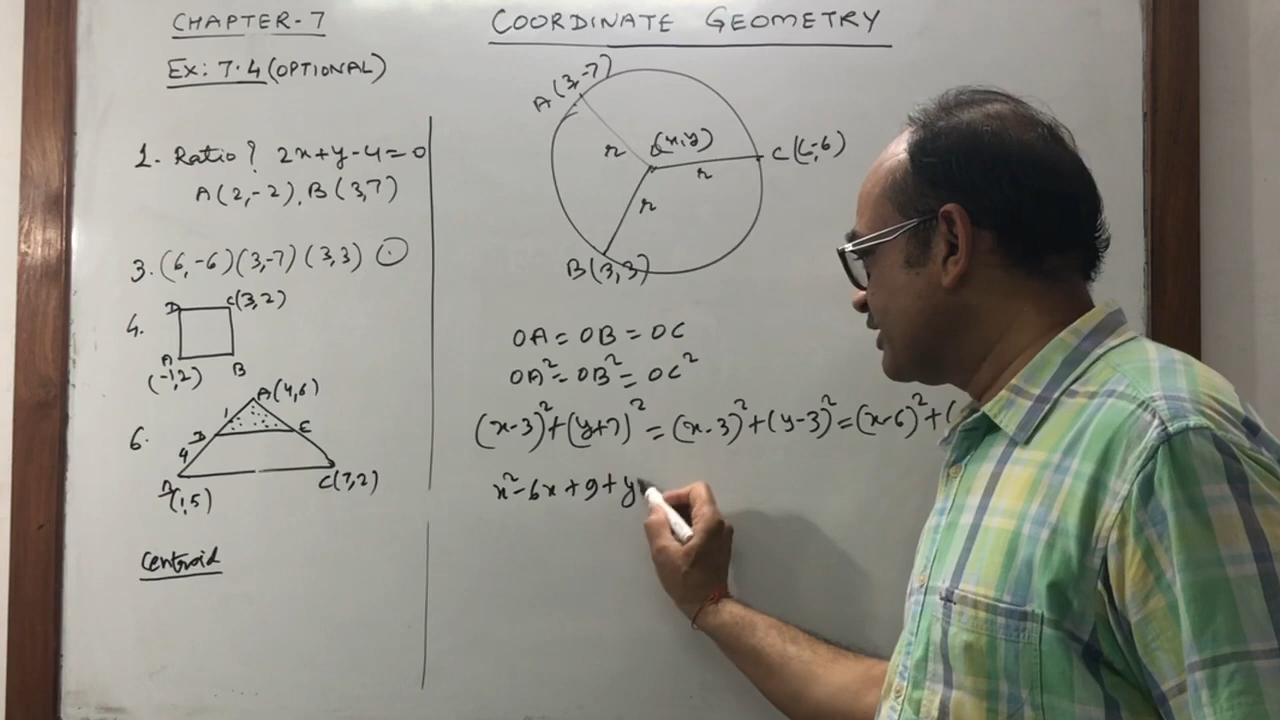 CHAPTER-7
EX: 7.4 (OPTIONAL)
1. Ratio? 2x+y-4=0
A(2,-2), B(3,7)
3. (6,-6)(3,-7)(3,3)
4.
D
C(3,2)
A
B
(-1,2)
6.
A(4,6)
1
D
E
4
B
(1,5)
C(7,2)
Centroid
COORDINATE GEOMETRY
A(3,-7)
O(x,y)
C(6,-6)
r
r
r
B(3,3)
OA = OB = OC
OA² = OB² = OC²
(x-3)²+(y+7)² = (x-3)²+(y-3)² = (x-6)²+(
x²-6x+9+y